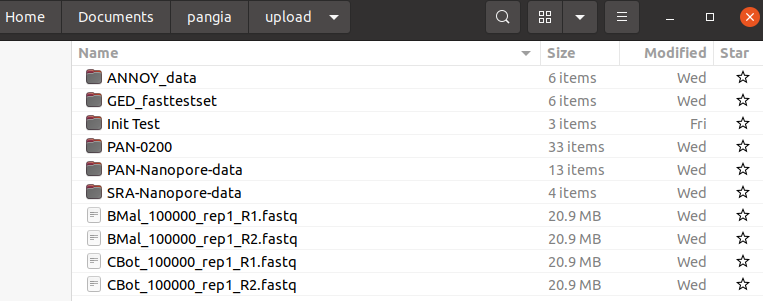 Home Documents pangia upload
Name Size Modified Star
ANNOY_data 6 items Wed
GED_fasttestset 6 items Wed
Init Test 3 items Fri
PAN-0200 33 items Wed
PAN-Nanopore-data 13 items Wed
SRA-Nanopore-data 4 items Wed
BMal_100000_rep1_R1.fastq 20.9 MB Wed
BMal_100000_rep1_R2.fastq 20.9 MB Wed
CBot_100000_rep1_R1.fastq 20.9 MB Wed
CBot_100000_rep1_R2.fastq 20.9 MB Wed